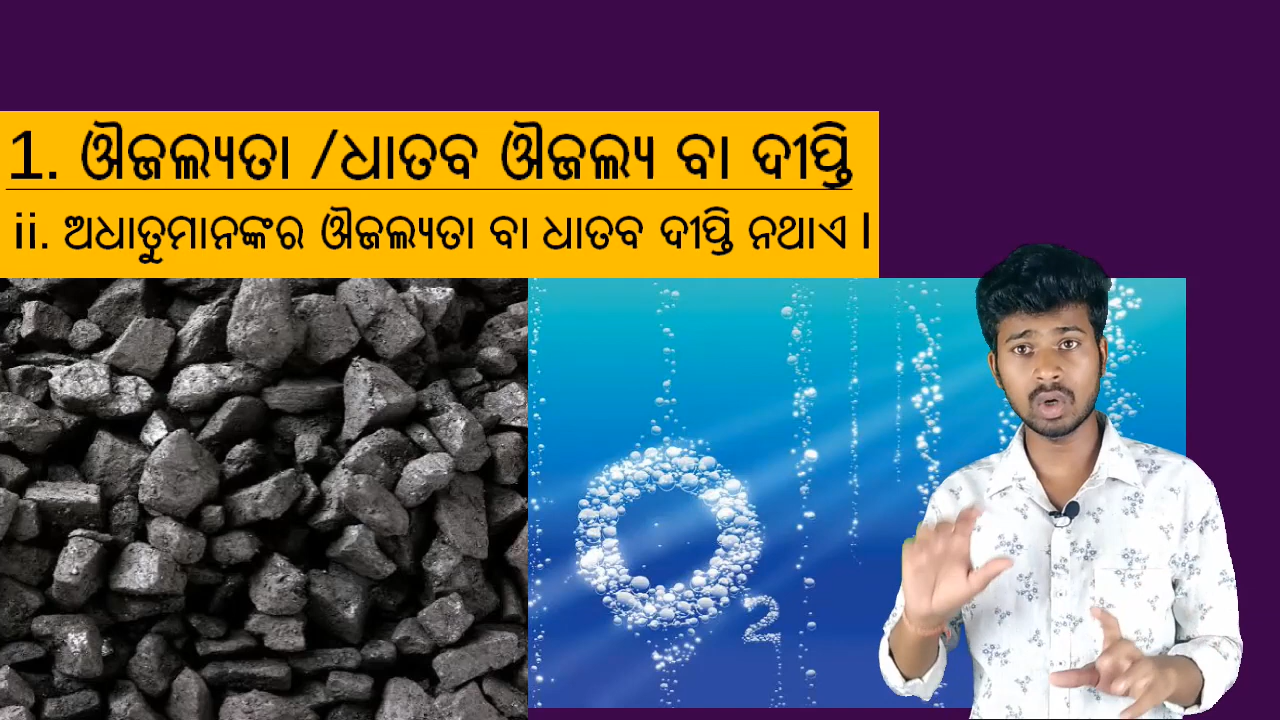 1. ଔଜଲ୍ୟତା /ଧାତବ ଔଜଲ୍ୟ ବା ଦୀପ୍ତି
ii. ଅଧାତୁମାନଙ୍କର ଔଜଲ୍ୟତା ବା ଧାତବ ଦୀପ୍ତି ନଥାଏ ।
O2